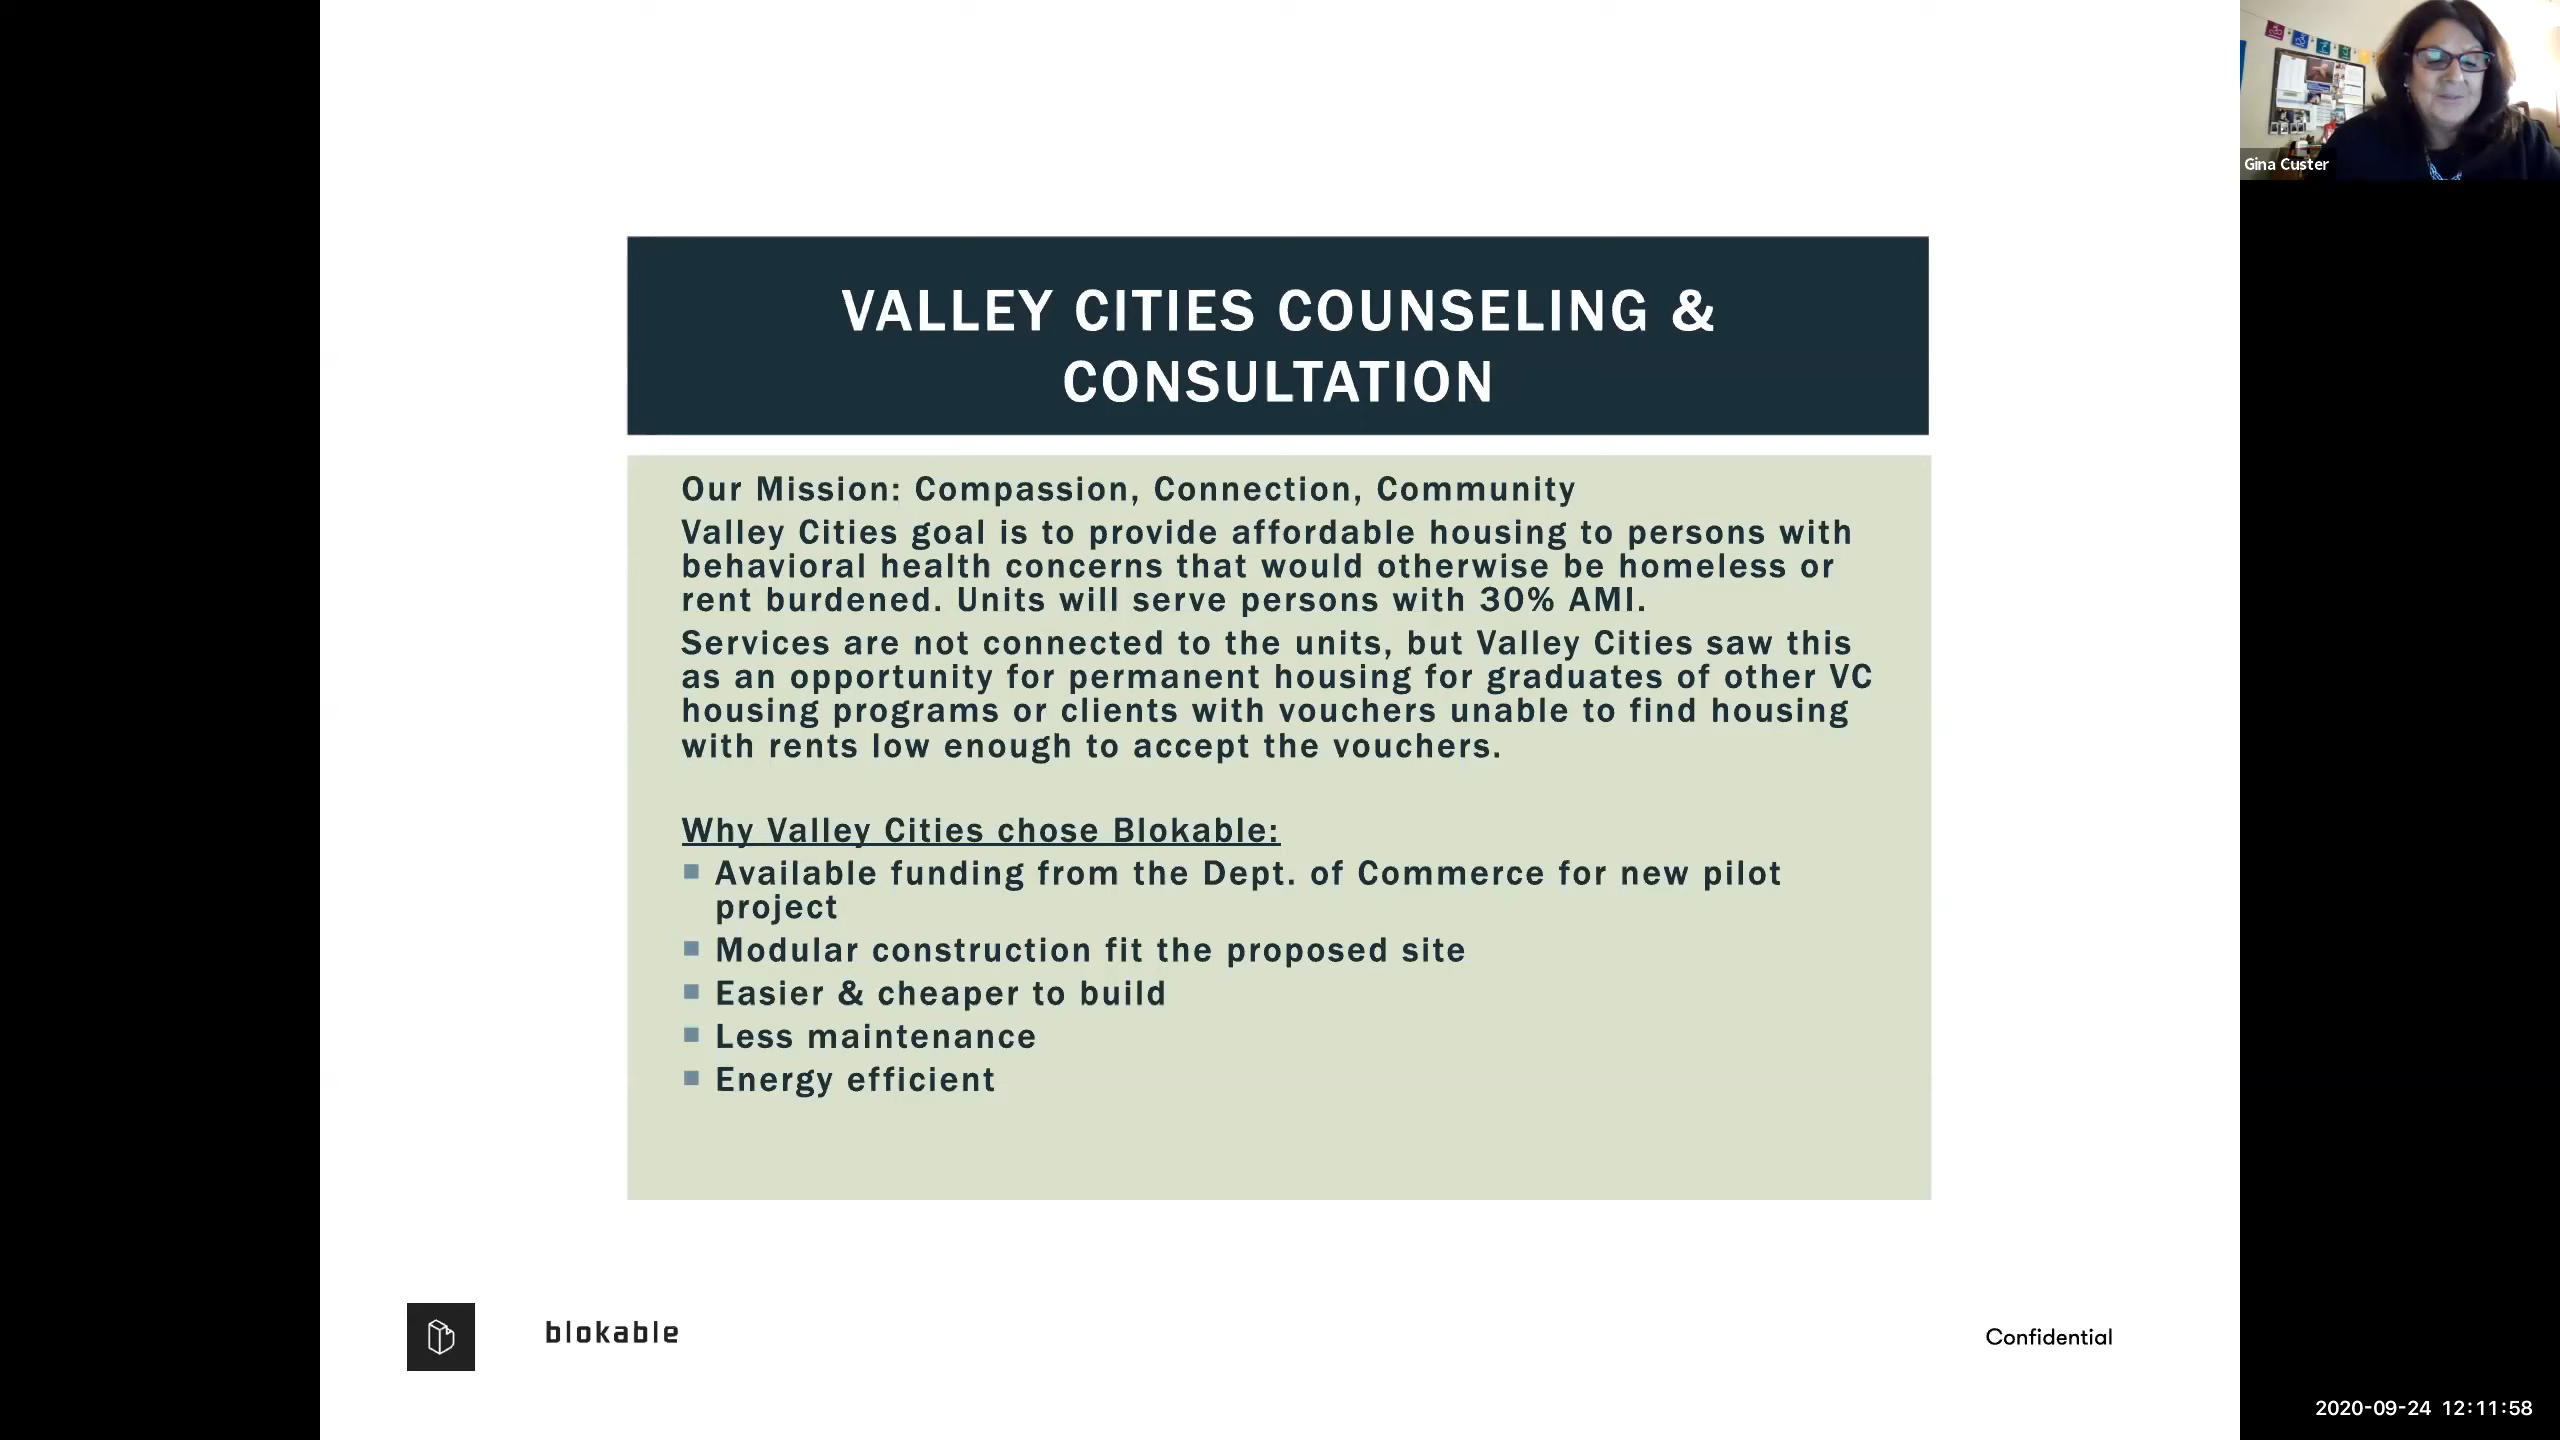 Gina Custer
VALLEY CITIES COUNSELING &
CONSULTATION
Our Mission: Compassion, Connection, Community
Valley Cities goal is to provide affordable housing to persons with
behavioral health concerns that would otherwise be homeless or
rent burdened. Units will serve persons with 30% AMI.
Services are not connected to the units, but Valley Cities saw this
as an opportunity for permanent housing for graduates of other VC
housing programs or clients with vouchers unable to find housing
with rents low enough to accept the vouchers.
Why Valley Cities chose Blokable:
Available funding from the Dept. of Commerce for new pilot
project
Modular construction fit the proposed site
Easier & cheaper to build
Less maintenance
Energy efficient
blokable
Confidential
2020-09-24 12:11:58